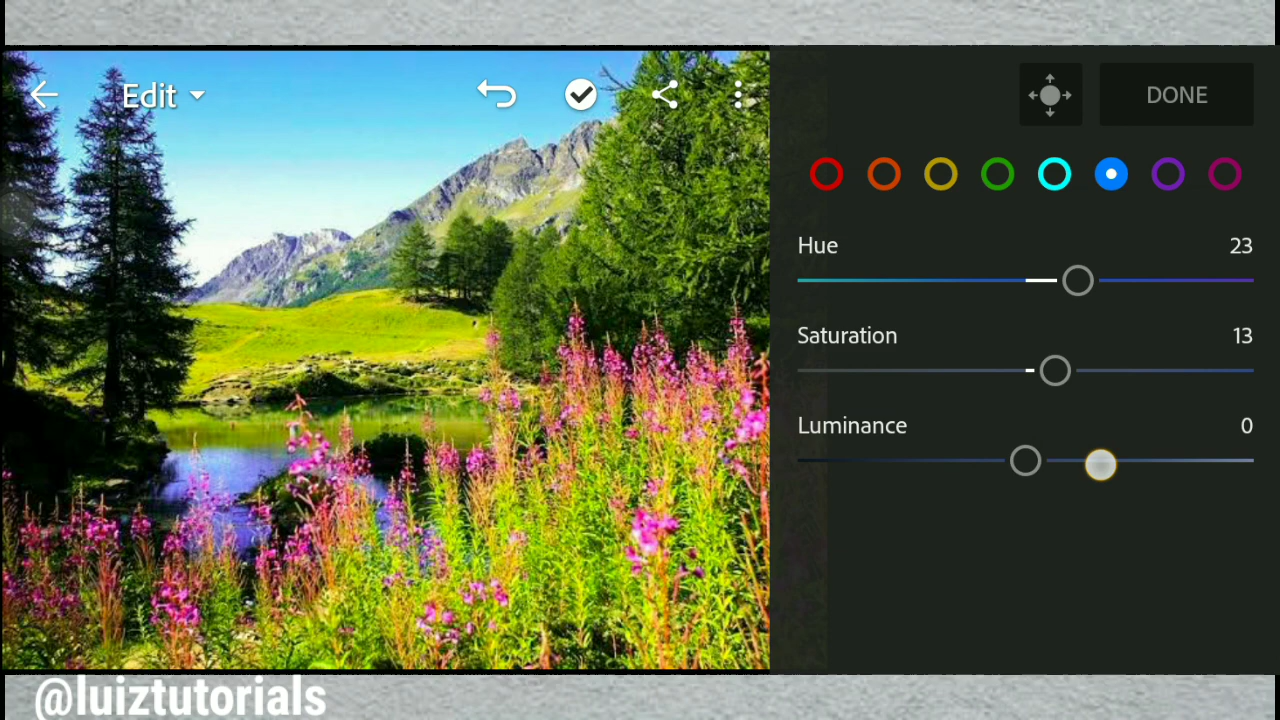 Edit
DONE
Hue 23
Saturation 13
Luminance 0
@luiztutorials